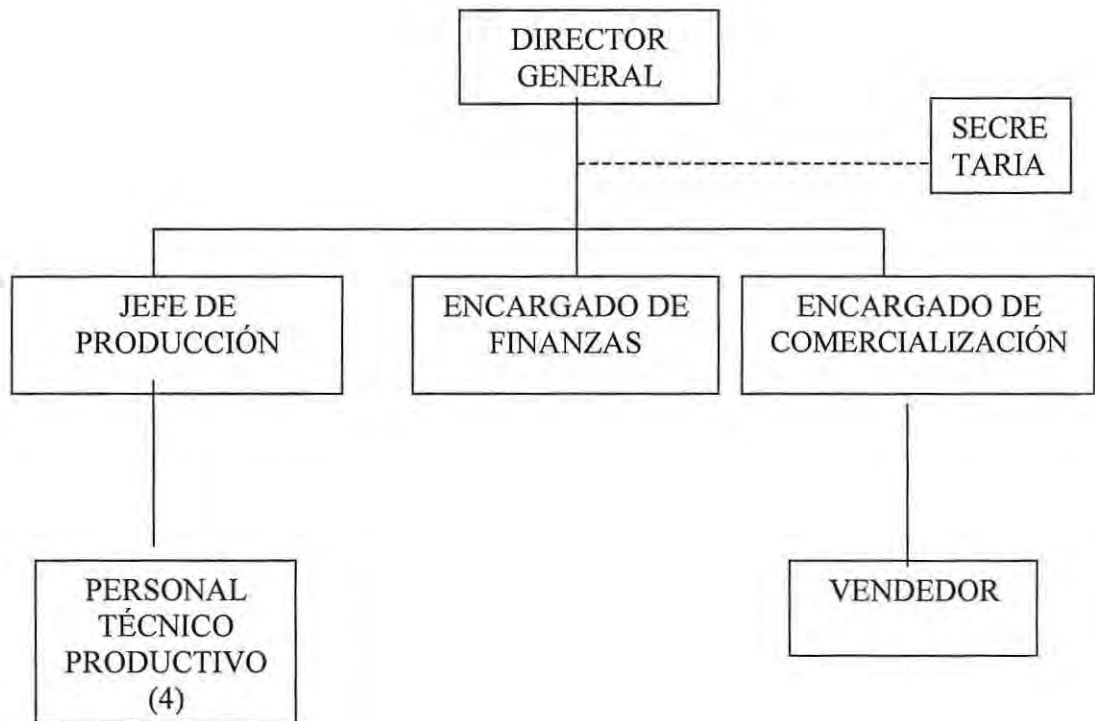 DIRECTOR
GENERAL
SECRE
TARIA
JEFE DE
PRODUCCIÓN
ENCARGADO DE
FINANZAS
ENCARGADO DE
COMERCIALIZACIÓN
PERSONAL
TÉCNICO
PRODUCTIVO
(4)
VENDEDOR